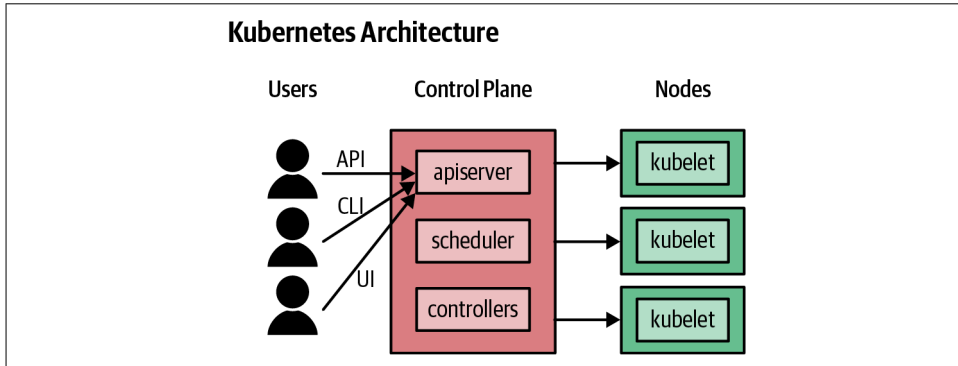 Kubernetes Architecture
Users
Control Plane
Nodes
API
CLI
UI
apiserver
scheduler
controllers
kubelet
kubelet
kubelet